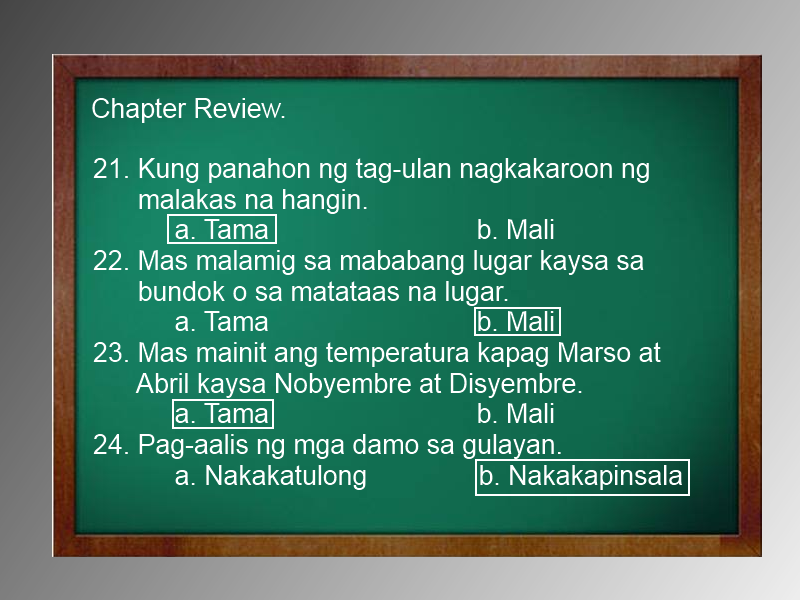 Chapter Review.
21. Kung panahon ng tag-ulan nagkakaroon ng
malakas na hangin.
a. Tama b. Mali
22. Mas malamig sa mababang lugar kaysa sa
bundok o sa matataas na lugar.
a. Tama b. Mali
23. Mas mainit ang temperatura kapag Marso at
Abril kaysa Nobyembre at Disyembre.
a. Tama b. Mali
24. Pag-aalis ng mga damo sa gulayan.
a. Nakakatulong b. Nakakapinsala